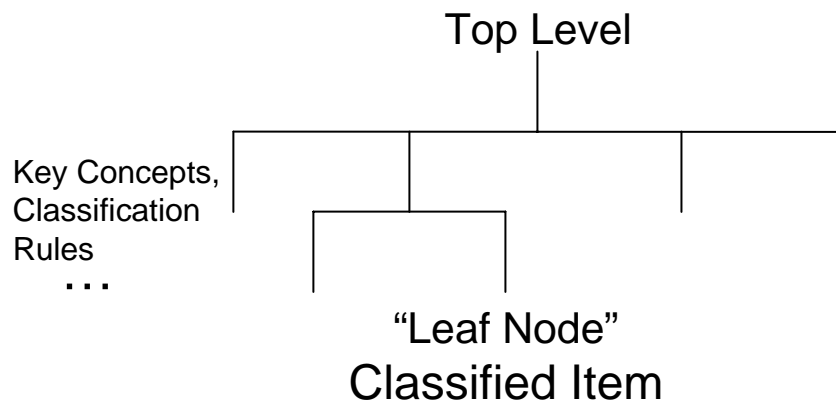 Top Level
Key Concepts,
Classification
Rules
…
“Leaf Node”
Classified Item